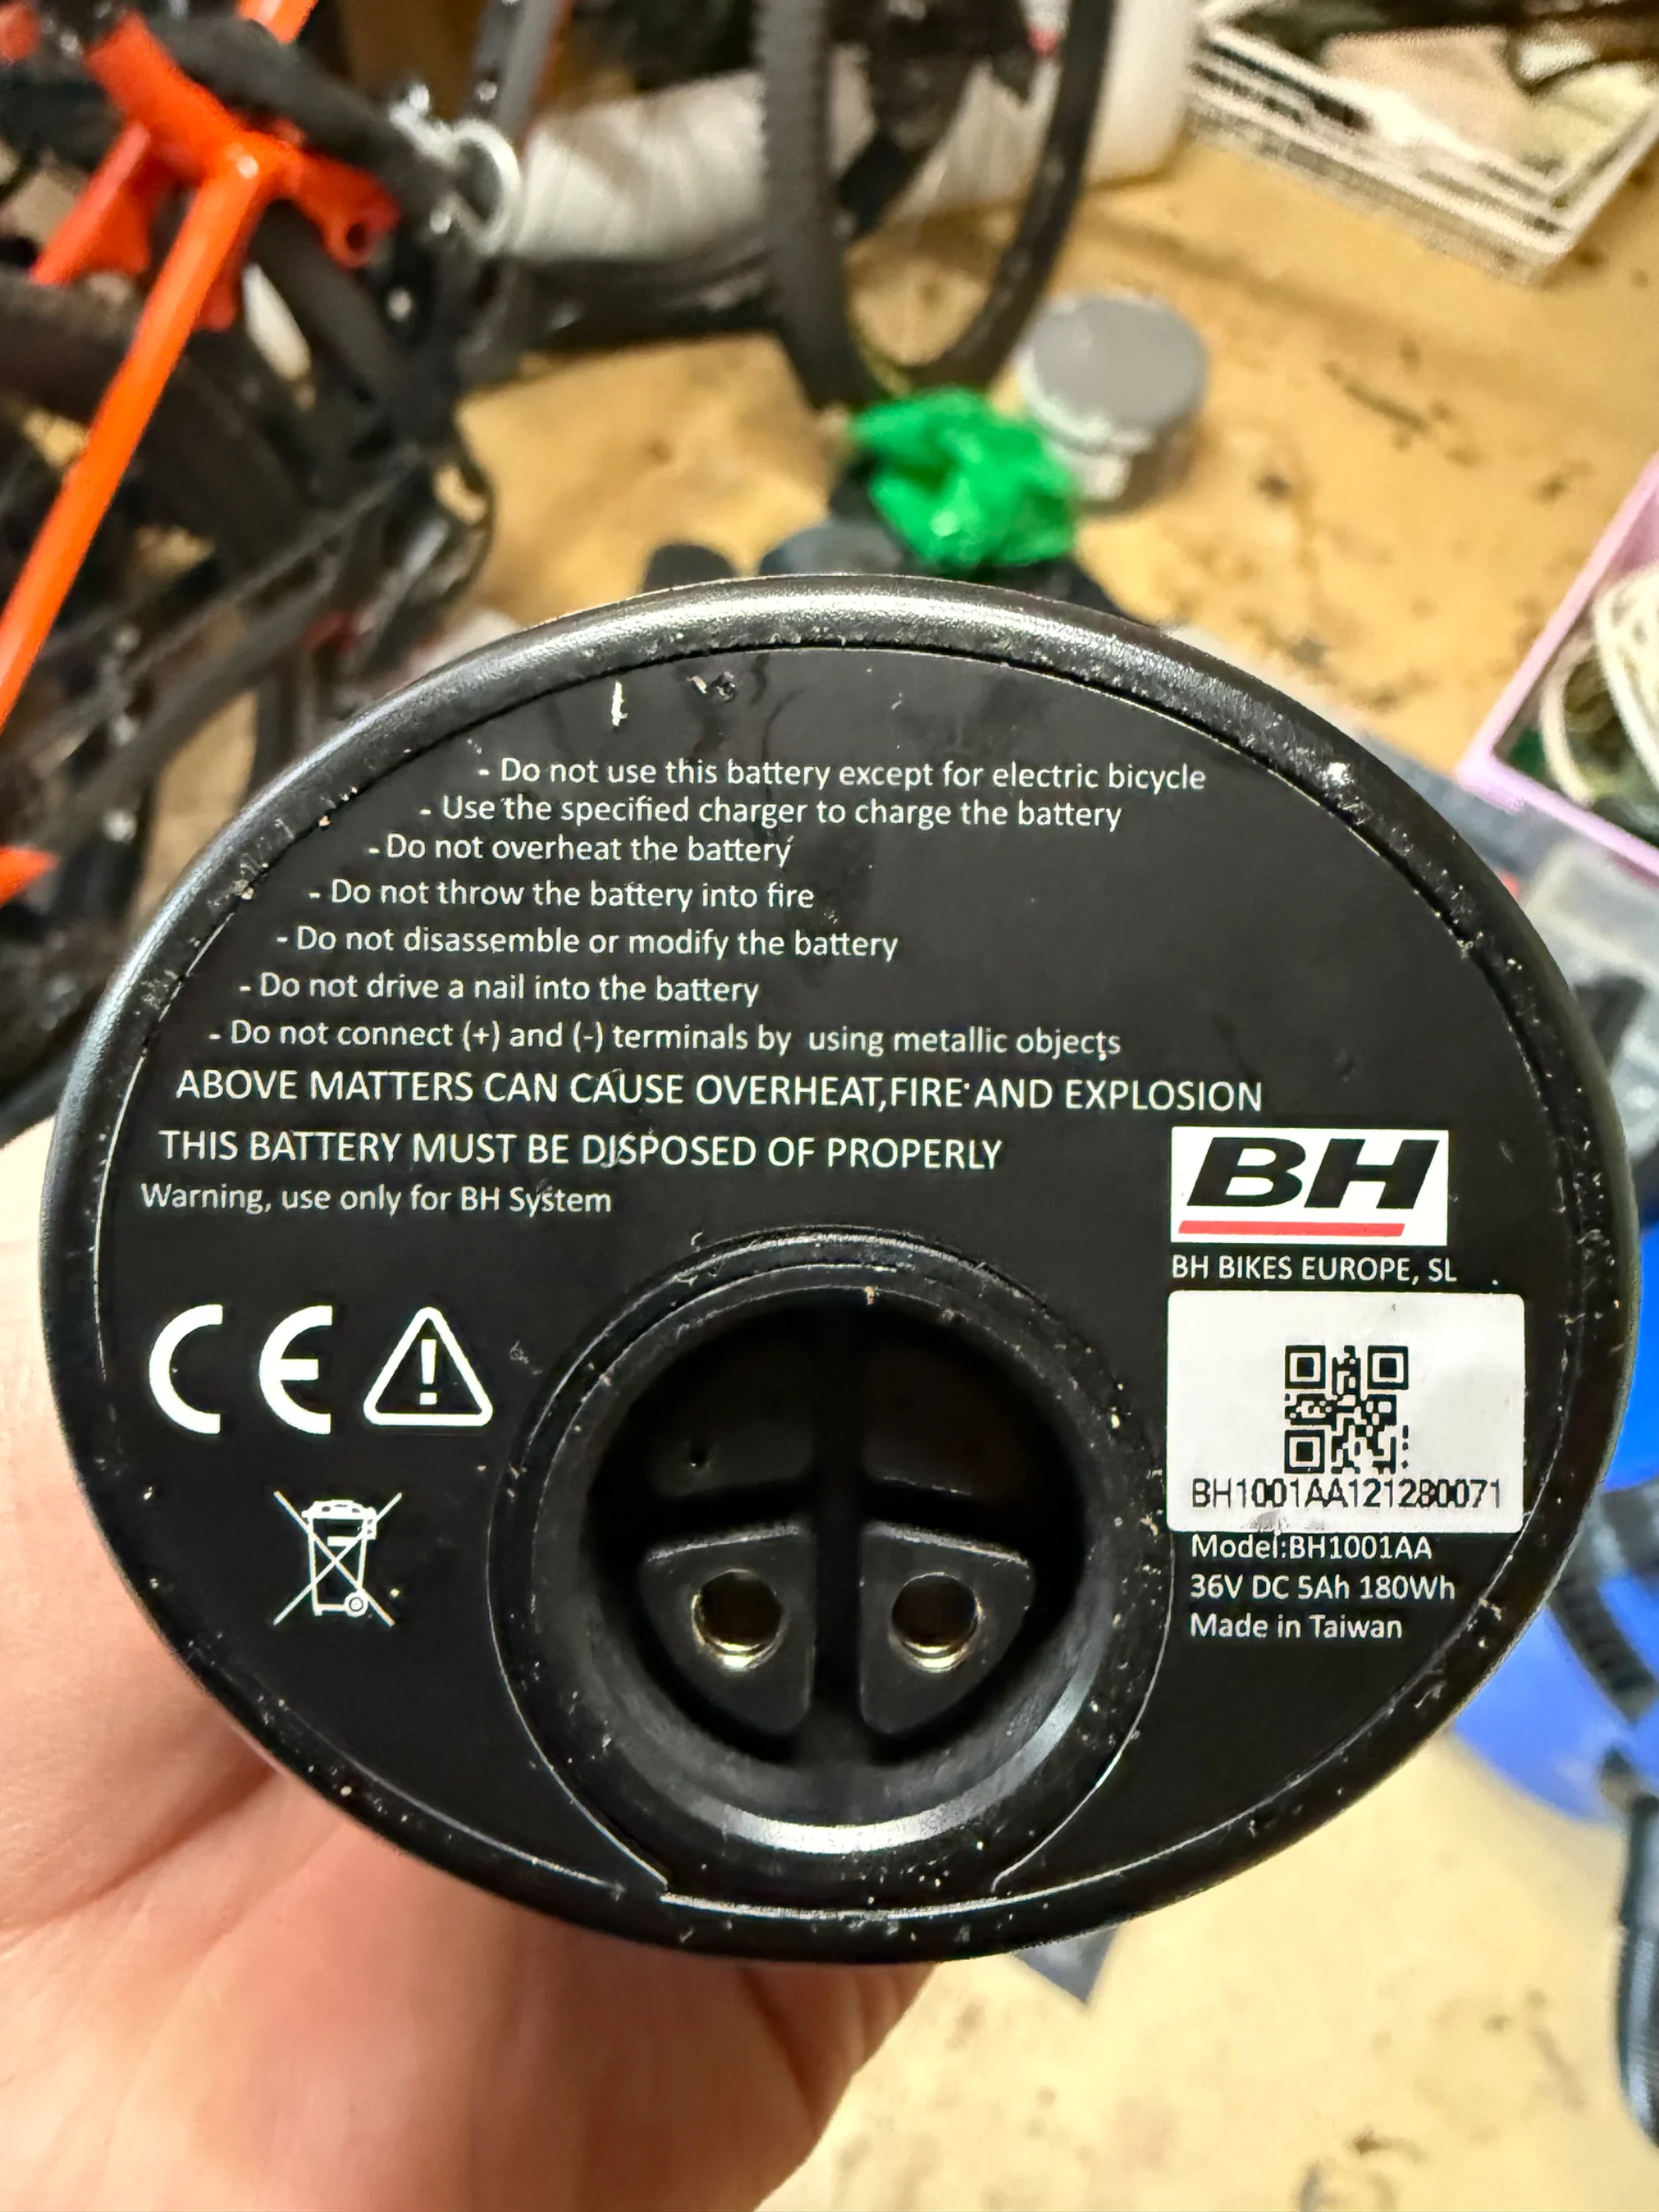 - Do not use this battery except for electric bicycle
- Use the specified charger to charge the battery
- Do not overheat the battery
- Do not throw the battery into fire
- Do not disassemble or modify the battery
- Do not drive a nail into the battery
- Do not connect (+) and (-) terminals by using metallic objects
ABOVE MATTERS CAN CAUSE OVERHEAT,FIRE AND EXPLOSION
THIS BATTERY MUST BE DISPOSED OF PROPERLY
Warning, use only for BH System
CE
BH
BH BIKES EUROPE, SL
BH1001AA121280071
Model:BH1001AA
36V DC 5Ah 180Wh
Made in Taiwan